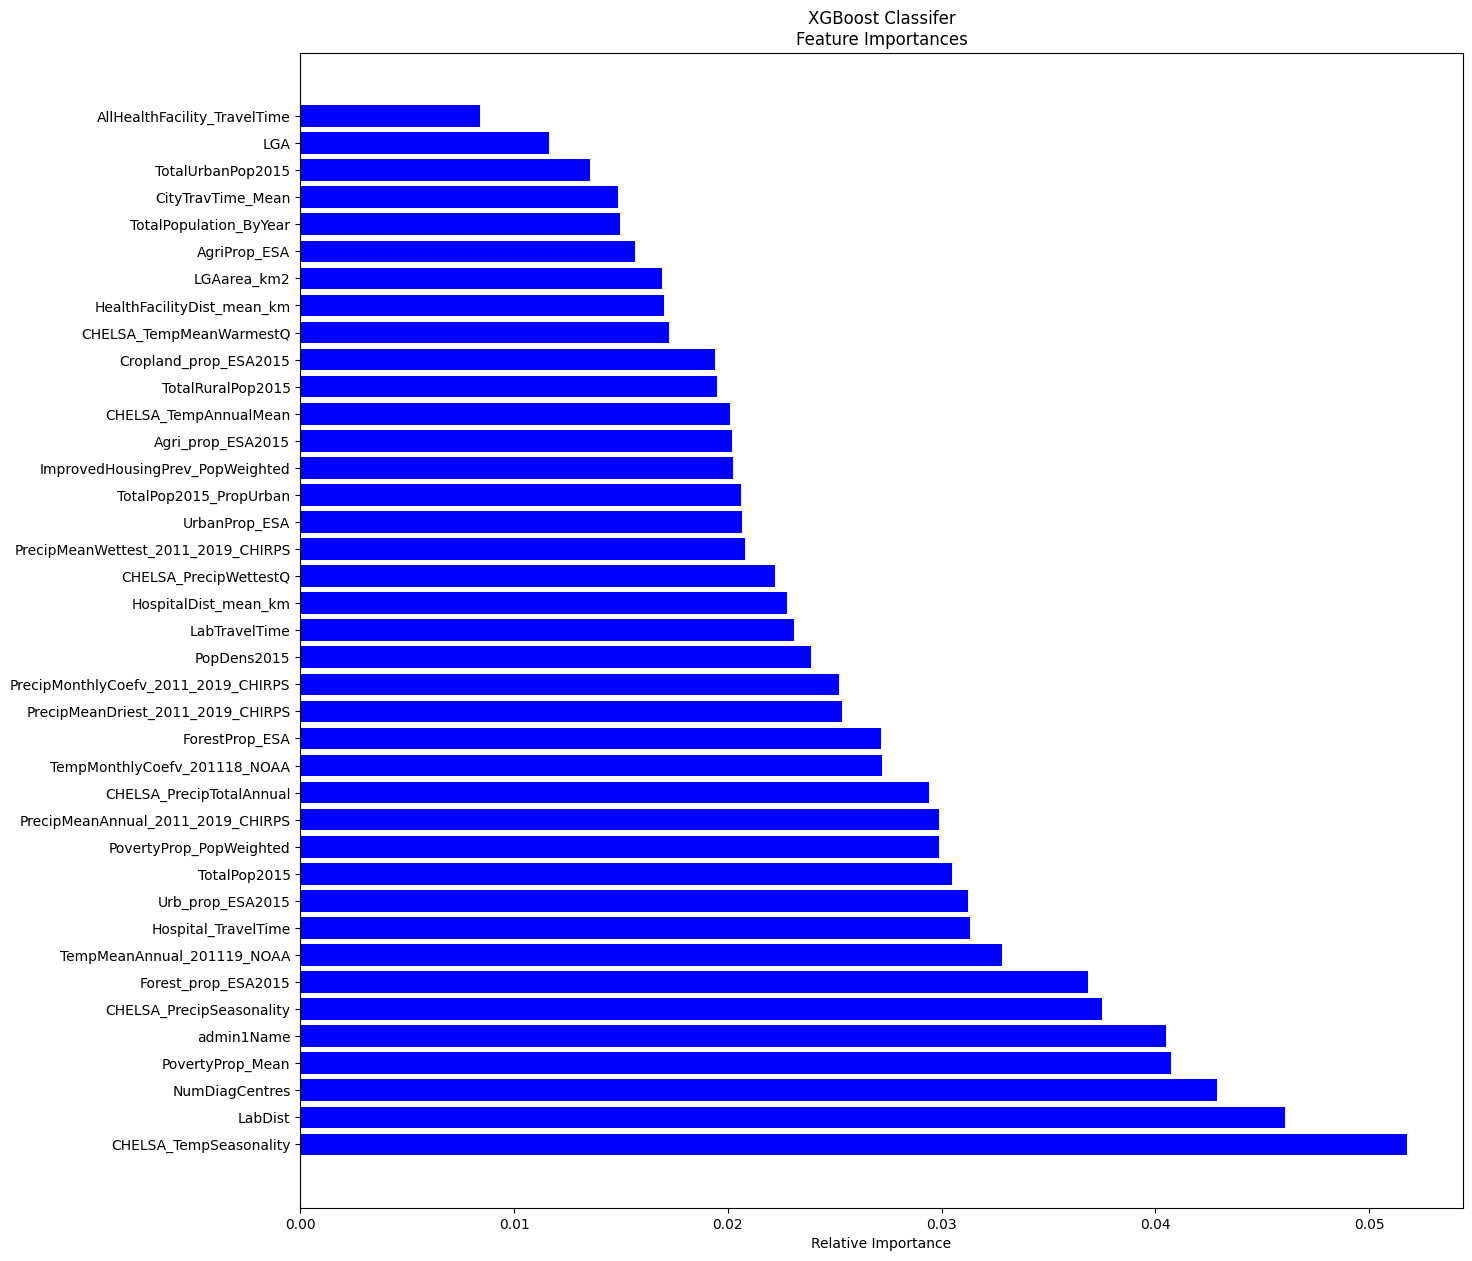 XGBoost Classifer
Feature Importances
AllHealthFacility_TravelTime
LGA
TotalUrbanPop2015
CityTravTime_Mean
TotalPopulation_ByYear
AgriProp_ESA
LGAarea_km2
HealthFacilityDist_mean_km
CHELSA_TempMeanWarmestQ
Cropland_prop_ESA2015
TotalRuralPop2015
CHELSA_TempAnnualMean
Agri_prop_ESA2015
ImprovedHousingPrev_PopWeighted
TotalPop2015_PropUrban
UrbanProp_ESA
PrecipMeanWettest_2011_2019_CHIRPS
CHELSA_PrecipWettestQ
HospitalDist_mean_km
LabTravelTime
PopDens2015
PrecipMonthlyCoefv_2011_2019_CHIRPS
PrecipMeanDriest_2011_2019_CHIRPS
ForestProp_ESA
TempMonthlyCoefv_201118_NOAA
CHELSA_PrecipTotalAnnual
PrecipMeanAnnual_2011_2019_CHIRPS
PovertyProp_PopWeighted
TotalPop2015
Urb_prop_ESA2015
Hospital_TravelTime
TempMeanAnnual_201119_NOAA
Forest_prop_ESA2015
CHELSA_PrecipSeasonality
admin1Name
PovertyProp_Mean
NumDiagCentres
LabDist
CHELSA_TempSeasonality
0.00 0.01 0.02 0.03 0.04 0.05
Relative Importance